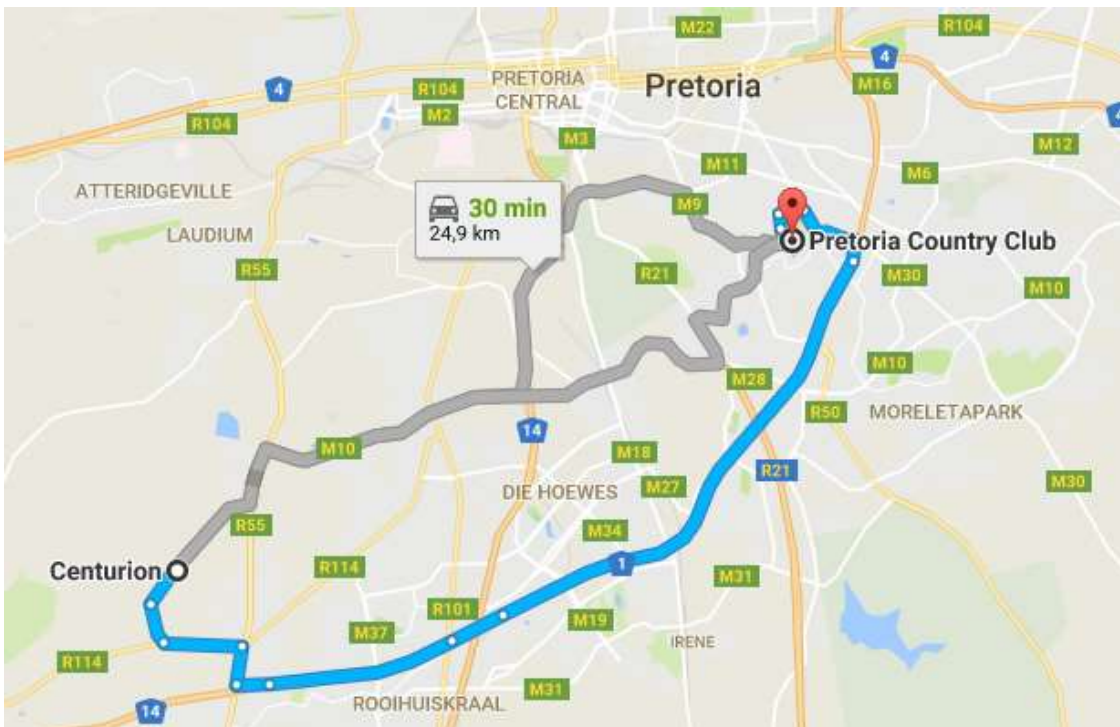 M22
R104
4
4
M16
PRETORIA
CENTRAL
R104
Pretoria
R104
M2
4
M3
M12
M11
M6
ATTERIDGEVILLE
30 min
24,9 km
M9
LAUDIUM
Pretoria Country Club
R55
R21
M30
M10
M10
M28
R50
MORELETAPARK
14
M10
M18
R21
M30
DIE HOEWES
M27
R55
M34
Centurion
R114
1
M31
R101
M19
M37
IRENE
R114
M31
ROOIHUISKRAAL
14